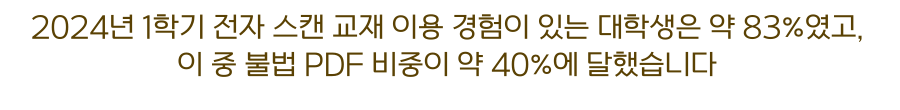 2024년 1학기 전자 스캔 교재 이용 경험이 있는 대학생은 약 83%였고,
이 중 불법 PDF 비중이 약 40%에 달했습니다